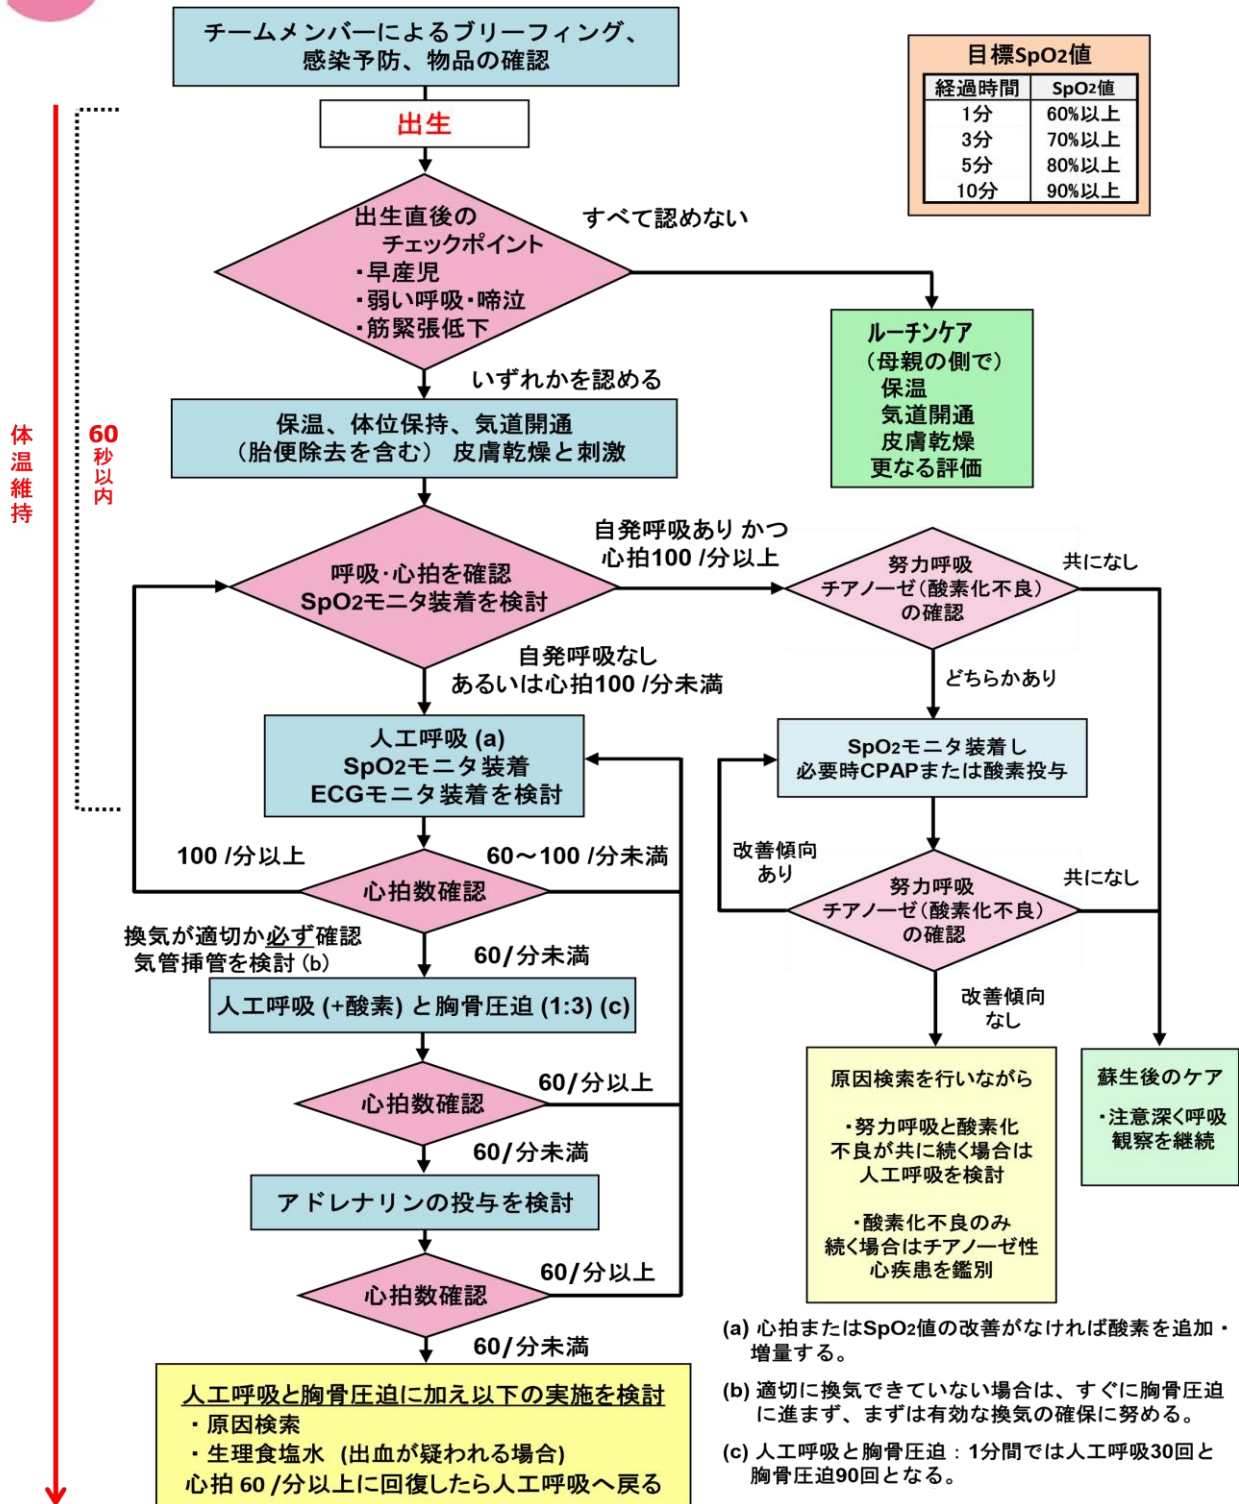 チームメンバーによるブリーフィング、
感染予防、物品の確認
目標SpO2値
経過時間 SpO2値
1分 60%以上
3分 70%以上
5分 80%以上
10分 90%以上
出生
出生直後の
チェックポイント
・早産児
・弱い呼吸・啼泣
・筋緊張低下
すべて認めない
ルーチンケア
(母親の側で)
保温
気道開通
皮膚乾燥
更なる評価
いずれかを認める
体温維持
60秒以内
保温、体位保持、気道開通
(胎便除去を含む) 皮膚乾燥と刺激
呼吸・心拍を確認
SpO2モニタ装着を検討
自発呼吸あり かつ
心拍100 /分以上
努力呼吸
チアノーゼ(酸素化不良)
の確認
共になし
自発呼吸なし
あるいは心拍100 /分未満
どちらかあり
人工呼吸 (a)
SpO2モニタ装着
ECGモニタ装着を検討
SpO2モニタ装着し
必要時CPAPまたは酸素投与
100 /分以上
60～100 /分未満
心拍数確認
改善傾向
あり
努力呼吸
チアノーゼ(酸素化不良)
の確認
共になし
換気が適切か必ず確認
気管挿管を検討 (b)
60/分未満
人工呼吸 (+酸素) と胸骨圧迫 (1:3) (c)
改善傾向
なし
心拍数確認
60/分以上
60/分未満
アドレナリンの投与を検討
心拍数確認
60/分以上
60/分未満
人工呼吸と胸骨圧迫に加え以下の実施を検討
・原因検索
・生理食塩水 (出血が疑われる場合)
心拍 60 /分以上に回復したら人工呼吸へ戻る
原因検索を行いながら
・努力呼吸と酸素化
不良が共に続く場合は
人工呼吸を検討
・酸素化不良のみ
続く場合はチアノーゼ性
心疾患を鑑別
蘇生後のケア
・注意深く呼吸
観察を継続
(a) 心拍またはSpO2値の改善がなければ酸素を追加・
増量する。
(b) 適切に換気できていない場合は、すぐに胸骨圧迫
に進まず、まずは有効な換気の確保に努める。
(c) 人工呼吸と胸骨圧迫：1分間では人工呼吸30回と
胸骨圧迫90回となる。